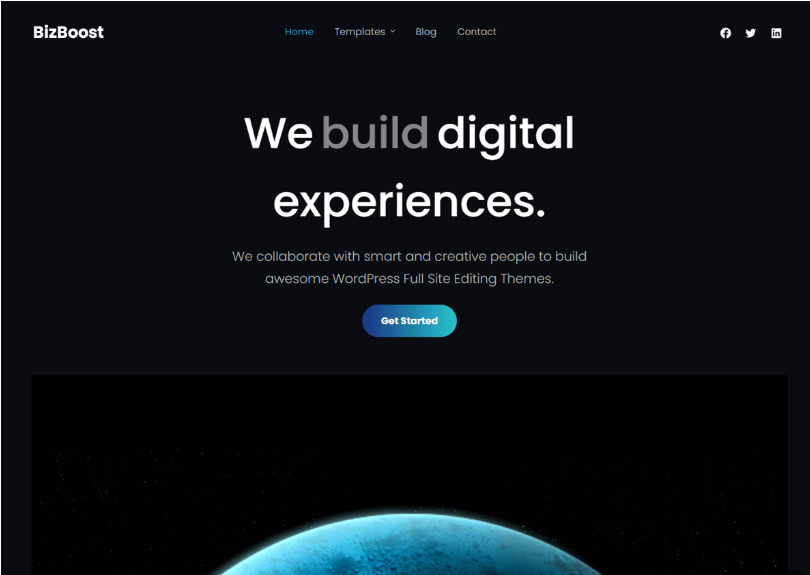 BizBoost
Home Templates Blog Contact
We build digital
experiences.
We collaborate with smart and creative people to build
awesome WordPress Full Site Editing Themes.
Get Started